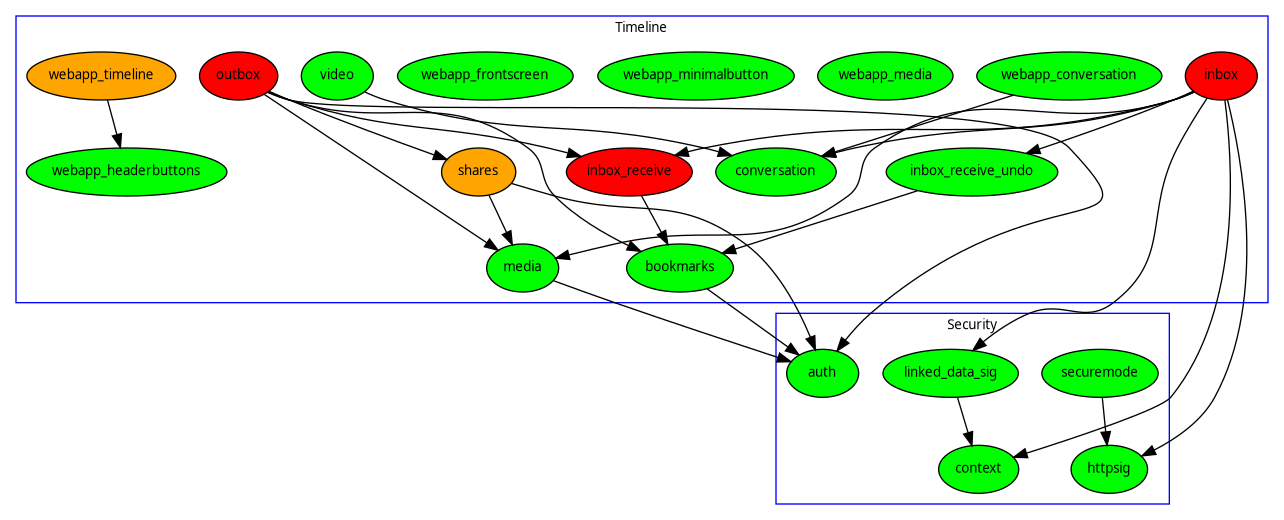 Timeline
webapp_timeline
outbox
video
webapp_frontscreen
webapp_minimalbutton
webapp_media
webapp_conversation
inbox
webapp_headerbuttons
shares
inbox_receive
conversation
inbox_receive_undo
media
bookmarks
Security
auth
linked_data_sig
securemode
context
httpsig